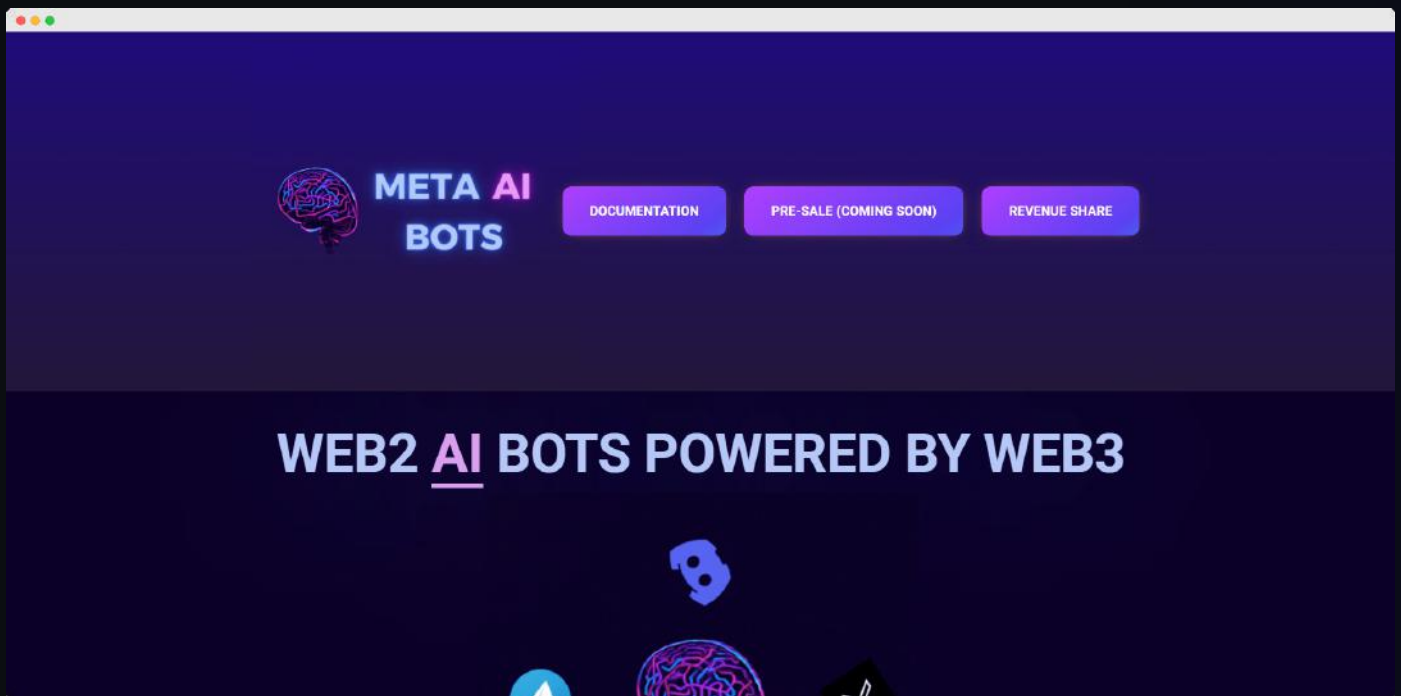 META AI
BOTS
DOCUMENTATION
PRE-SALE (COMING SOON)
REVENUE SHARE
WEB2 AI BOTS POWERED BY WEB3